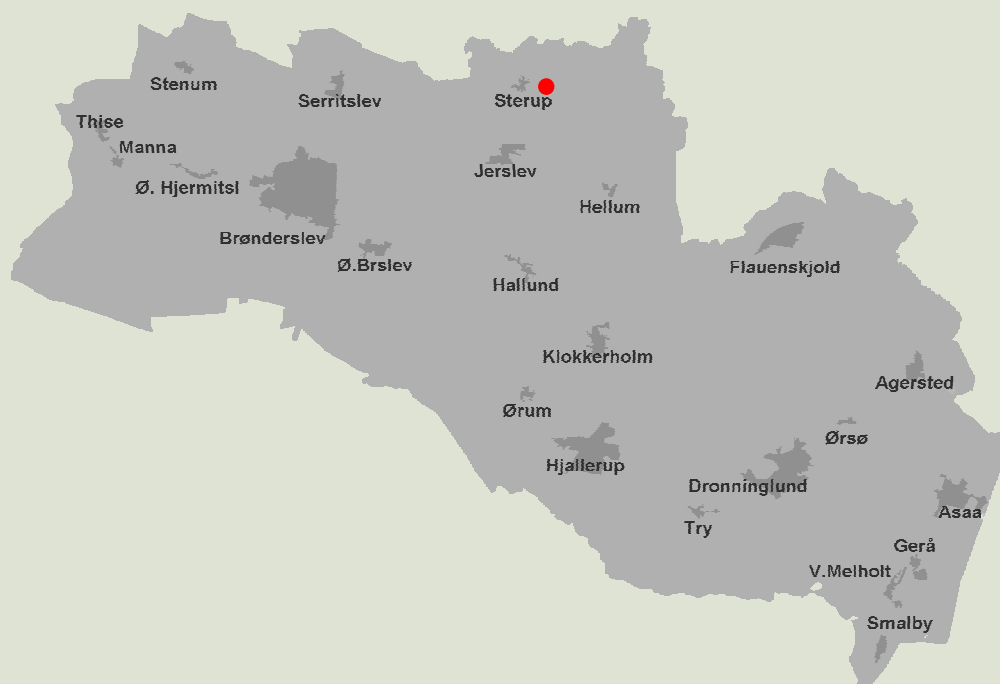 Stenum
Serritslev
Sterup
Thise
Manna
Jerslev
Ø. Hjermitsl
Hellum
Brønderslev
Ø.Brslev
Flauenskjold
Hallund
Klokkerholm
Agersted
Ørum
Ørsø
Hjallerup
Dronninglund
Asaa
Try
Gerå
V.Melholt
Smalby